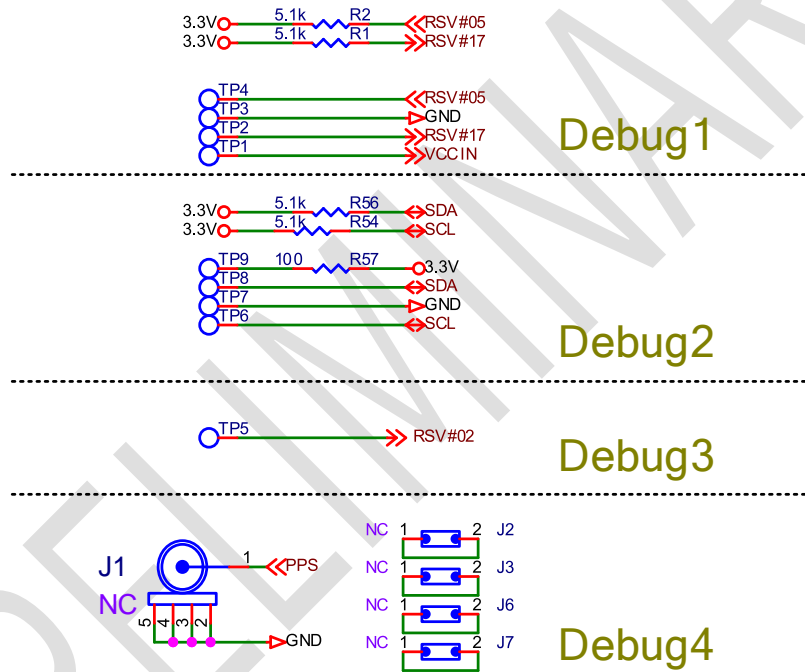 3.3V 5.1k R2 RSV#05
3.3V 5.1k R1 RSV#17
TP4 RSV#05
TP3 GND
TP2 RSV#17
TP1 VCCIN
Debug1
3.3V 5.1k R56 SDA
3.3V 5.1k R54 SCL
TP9 100 R57 3.3V
TP8 SDA
TP7 GND
TP6 SCL
Debug2
TP5 RSV#02
Debug3
J1 1 PPS
NC
5 4 3 2
GND
NC 1 2 J2
NC 1 2 J3
NC 1 2 J6
NC 1 2 J7
Debug4